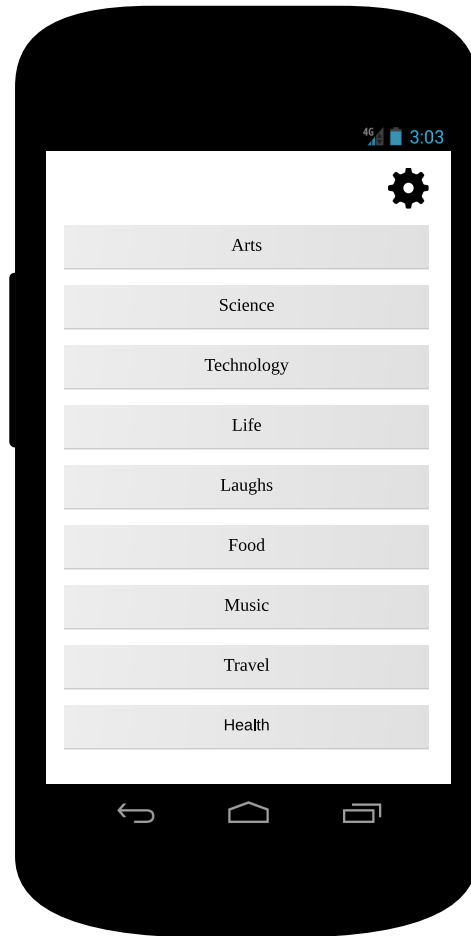 4G 3:03
Arts
Science
Technology
Life
Laughs
Food
Music
Travel
Health